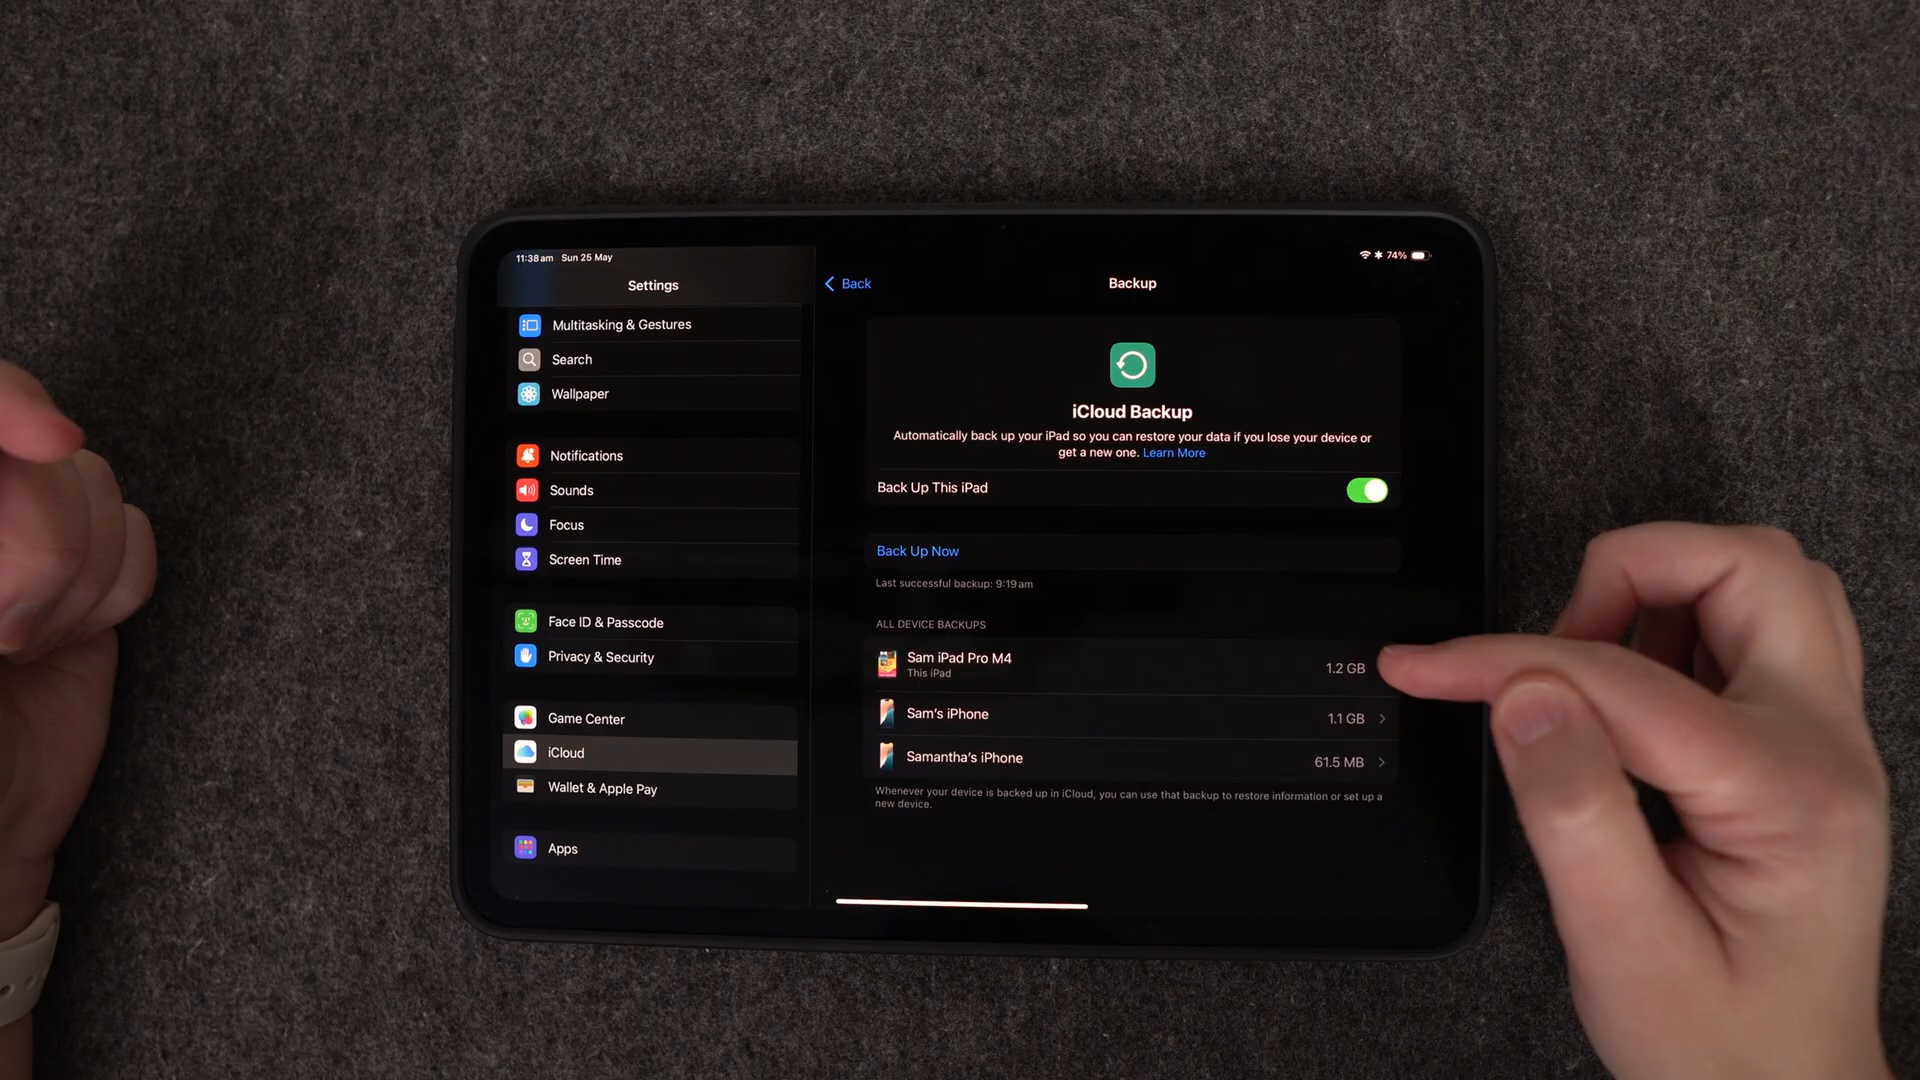 11:38 am Sun 25 May
74%
Settings
Multitasking & Gestures
Search
Wallpaper
Notifications
Sounds
Focus
Screen Time
Face ID & Passcode
Privacy & Security
Game Center
iCloud
Wallet & Apple Pay
Apps
Back
Backup
iCloud Backup
Automatically back up your iPad so you can restore your data if you lose your device or
get a new one. Learn More
Back Up This iPad
Back Up Now
Last successful backup: 9:19 am
ALL DEVICE BACKUPS
Sam iPad Pro M4
This iPad
1.2 GB
Sam's iPhone
1.1 GB
Samantha's iPhone
61.5 MB
Whenever your device is backed up in iCloud, you can use that backup to restore information or set up a
new device.